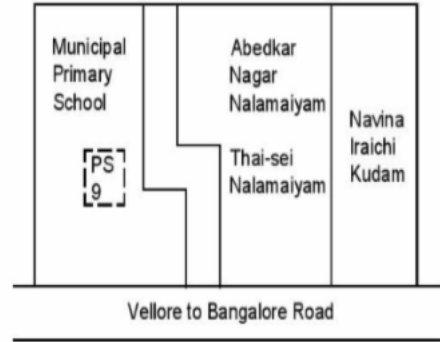 Municipal
Primary
School
PS
9
Abedkar
Nagar
Nalamaiyam
Thai-sei
Nalamaiyam
Navina
Iraichi
Kudam
Vellore to Bangalore Road